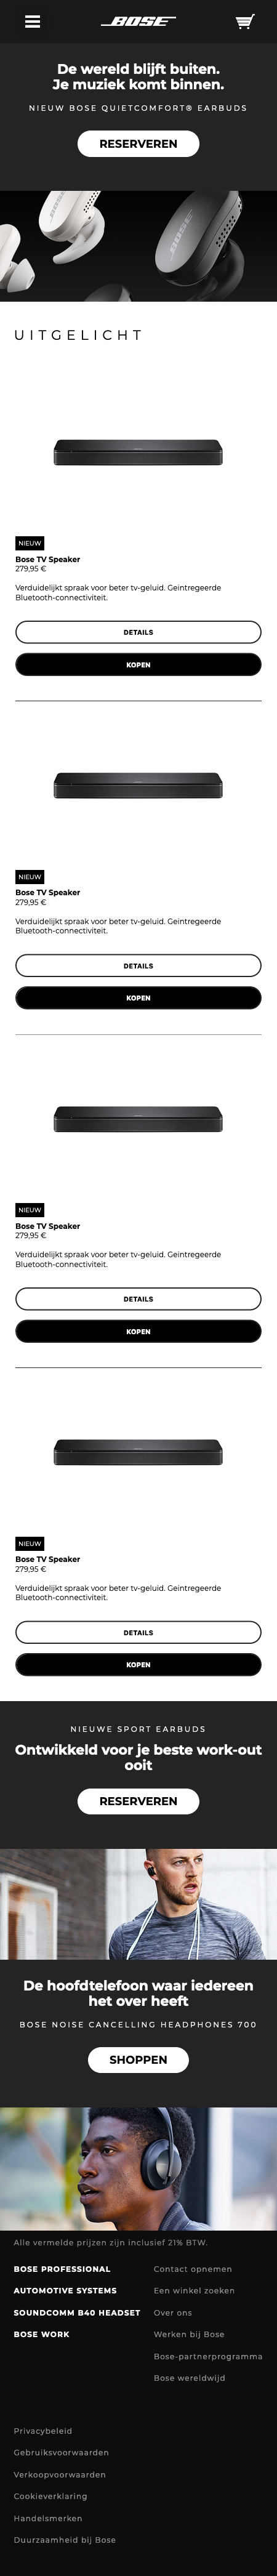 BOSE
De wereld blijft buiten.
Je muziek komt binnen.
NIEUW BOSE QUIETCOMFORT® EARBUDS
RESERVEREN
BOSE
UITGELICHT
NIEUW
Bose TV Speaker
279,95 €
Verduidelijkt spraak voor beter tv-geluid. Geintegreerde
Bluetooth-connectiviteit.
DETAILS
KOPEN
NIEUW
Bose TV Speaker
279,95 €
Verduidelijkt spraak voor beter tv-geluid. Geintegreerde
Bluetooth-connectiviteit.
DETAILS
KOPEN
NIEUW
Bose TV Speaker
279,95 €
Verduidelijkt spraak voor beter tv-geluid. Geintegreerde
Bluetooth-connectiviteit.
DETAILS
KOPEN
NIEUW
Bose TV Speaker
279,95 €
Verduidelijkt spraak voor beter tv-geluid. Geintegreerde
Bluetooth-connectiviteit.
DETAILS
KOPEN
NIEUWE SPORT EARBUDS
Ontwikkeld voor je beste work-out
ooit
RESERVEREN
De hoofdtelefoon waar iedereen
het over heeft
BOSE NOISE CANCELLING HEADPHONES 700
SHOPPEN
Alle vermelde prijzen zijn inclusief 21% BTW.
BOSE PROFESSIONAL
AUTOMOTIVE SYSTEMS
SOUNDCOMM B40 HEADSET
BOSE WORK
Contact opnemen
Een winkel zoeken
Over ons
Werken bij Bose
Bose-partnerprogramma
Bose wereldwijd
Privacybeleid
Gebruiksvoorwaarden
Verkoopvoorwaarden
Cookieverklaring
Handelsmerken
Duurzaamheid bij Bose